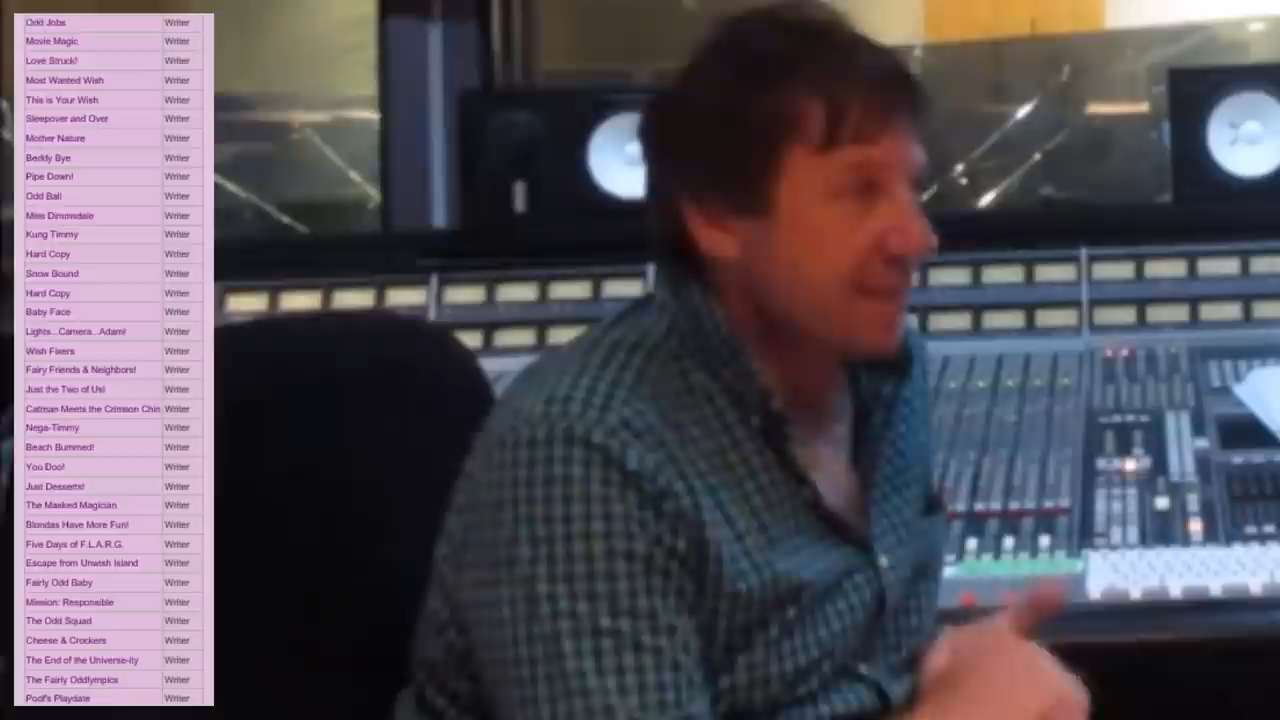 Odd Jobs Writer
Movie Magic Writer
Love Struck! Writer
Most Wanted Wish Writer
This is Your Wish Writer
Sleepover and Over Writer
Mother Nature Writer
Beddy Bye Writer
Pipe Down! Writer
Odd Ball Writer
Miss Dimmsdale Writer
Kung Timmy Writer
Hard Copy Writer
Snow Bound Writer
Hard Copy Writer
Baby Face Writer
Lights...Camera...Adam! Writer
Wish Fixers Writer
Fairy Friends & Neighbors! Writer
Just the Two of Us! Writer
Catman Meets the Crimson Chin Writer
Nega-Timmy Writer
Beach Bummed! Writer
You Doo! Writer
Just Desserts! Writer
The Masked Magician Writer
Blondas Have More Fun! Writer
Five Days of F.L.A.R.G. Writer
Escape from Unwish Island Writer
Fairly Odd Baby Writer
Mission: Responsible Writer
The Odd Squad Writer
Cheese & Crockers Writer
The End of the Universe-ity Writer
The Fairly Oddlympics Writer
Poof's Playdate Writer